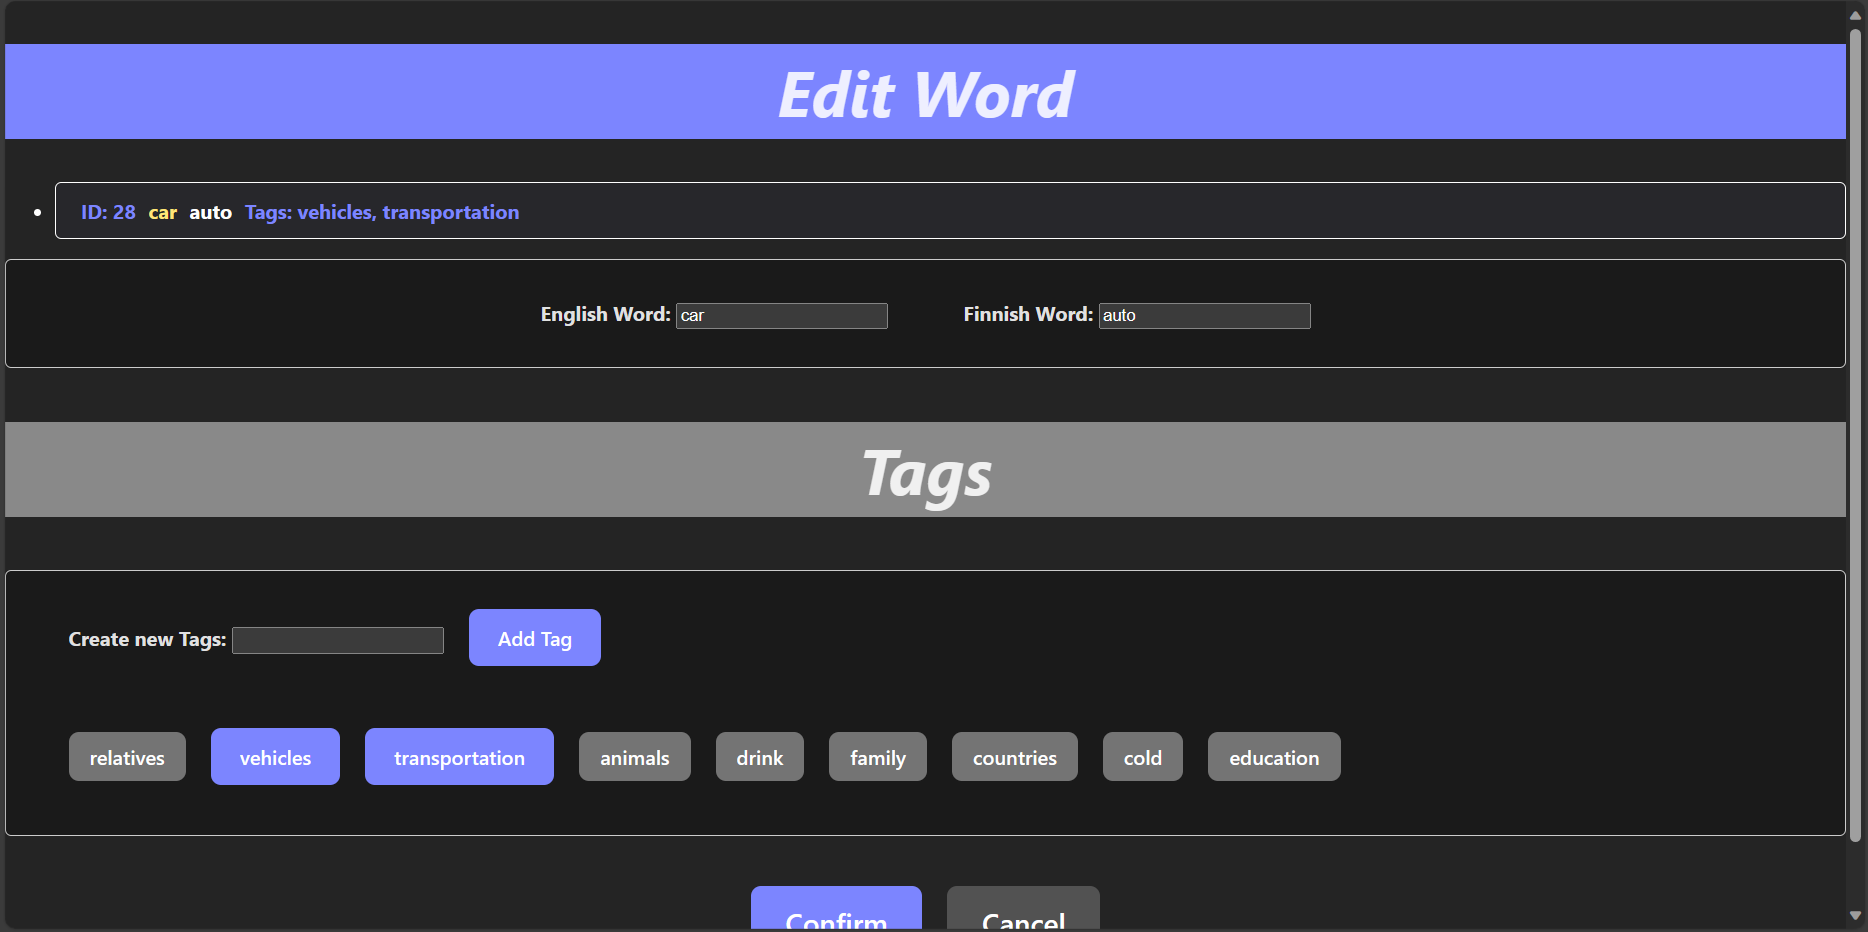 Edit Word
ID: 28 car auto Tags: vehicles, transportation
English Word: car Finnish Word: auto
Tags
Create new Tags: Add Tag
relatives vehicles transportation animals drink family countries cold education
Confirm Cancel